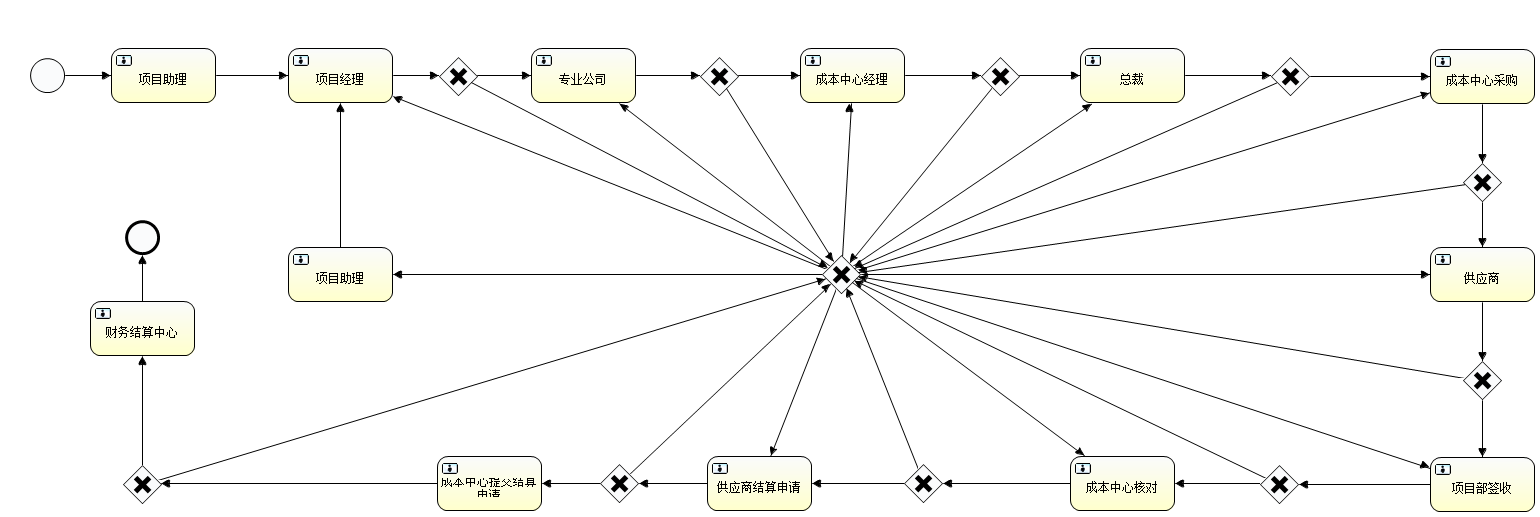 项目助理
项目经理
专业公司
成本中心经理
总裁
成本中心采购
项目助理
供应商
财务结算中心
成本中心提交结算
申请
供应商结算申请
成本中心核对
项目部签收